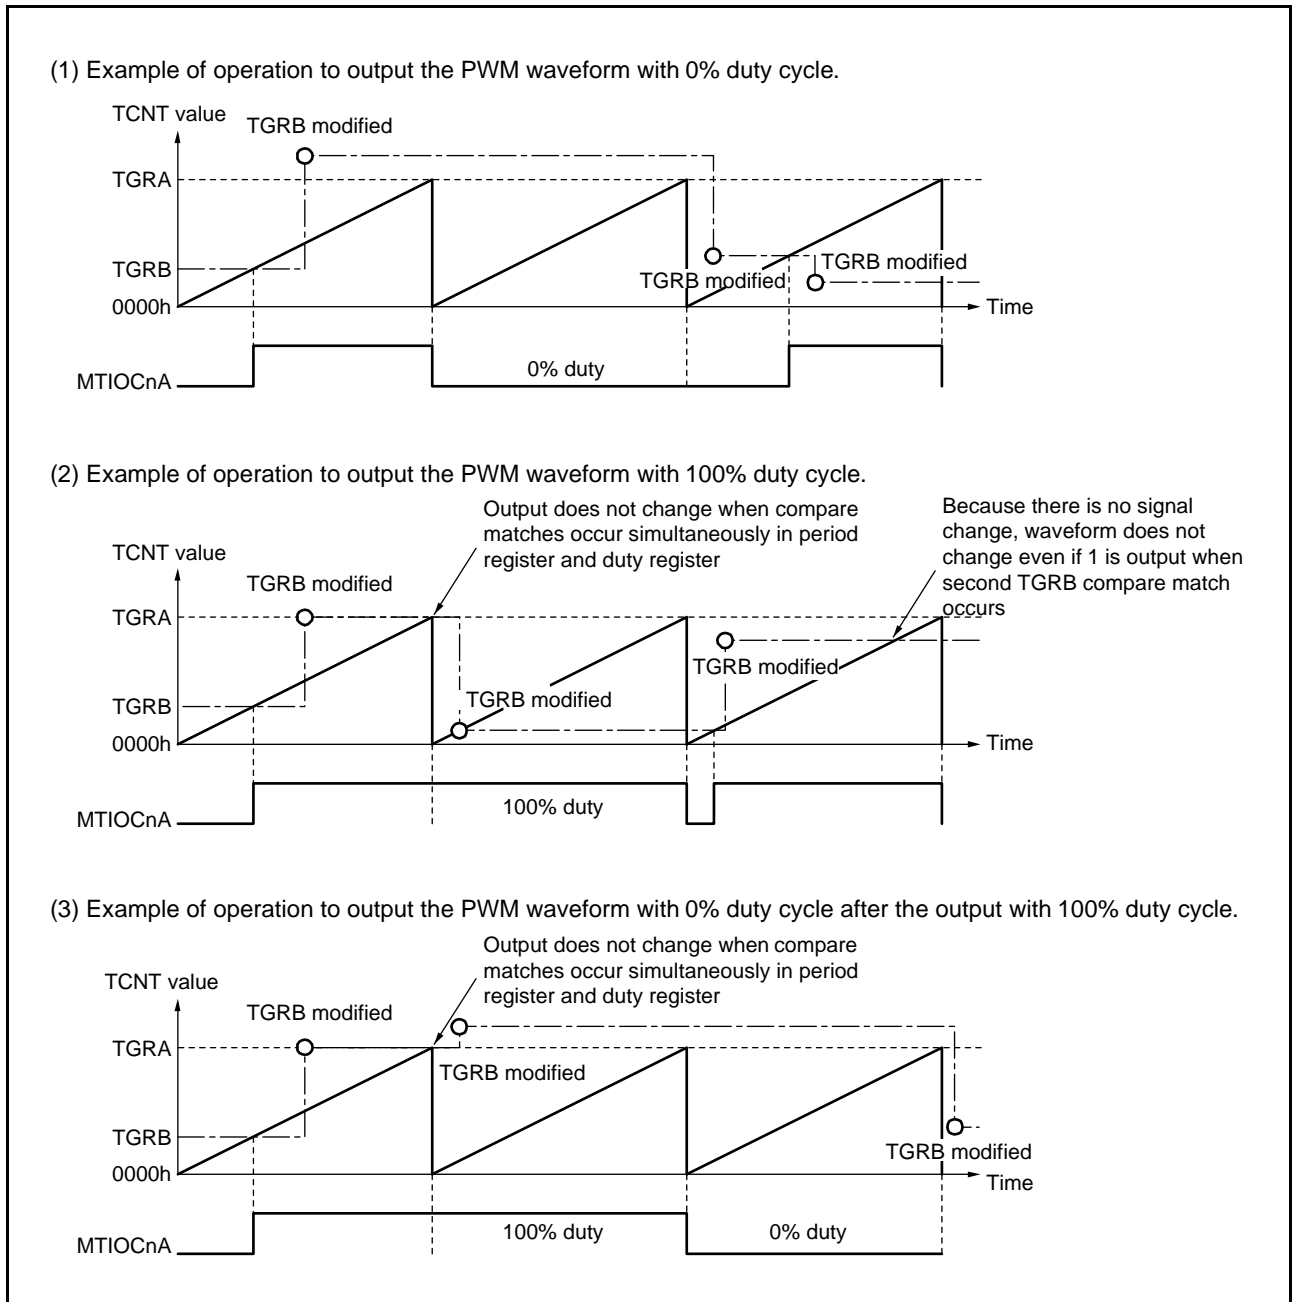 (1) Example of operation to output the PWM waveform with 0% duty cycle.
TCNT value
TGRB modified
TGRA
TGRB
TGRB modified
TGRB modified
0000h
Time
0% duty
MTIOCnA
(2) Example of operation to output the PWM waveform with 100% duty cycle.
Output does not change when compare
matches occur simultaneously in period
register and duty register
Because there is no signal
change, waveform does not
change even if 1 is output when
second TGRB compare match
occurs
TCNT value
TGRB modified
TGRA
TGRB modified
TGRB modified
TGRB
0000h
Time
100% duty
MTIOCnA
(3) Example of operation to output the PWM waveform with 0% duty cycle after the output with 100% duty cycle.
Output does not change when compare
matches occur simultaneously in period
register and duty register
TCNT value
TGRB modified
TGRA
TGRB modified
TGRB
TGRB modified
0000h
Time
100% duty
0% duty
MTIOCnA